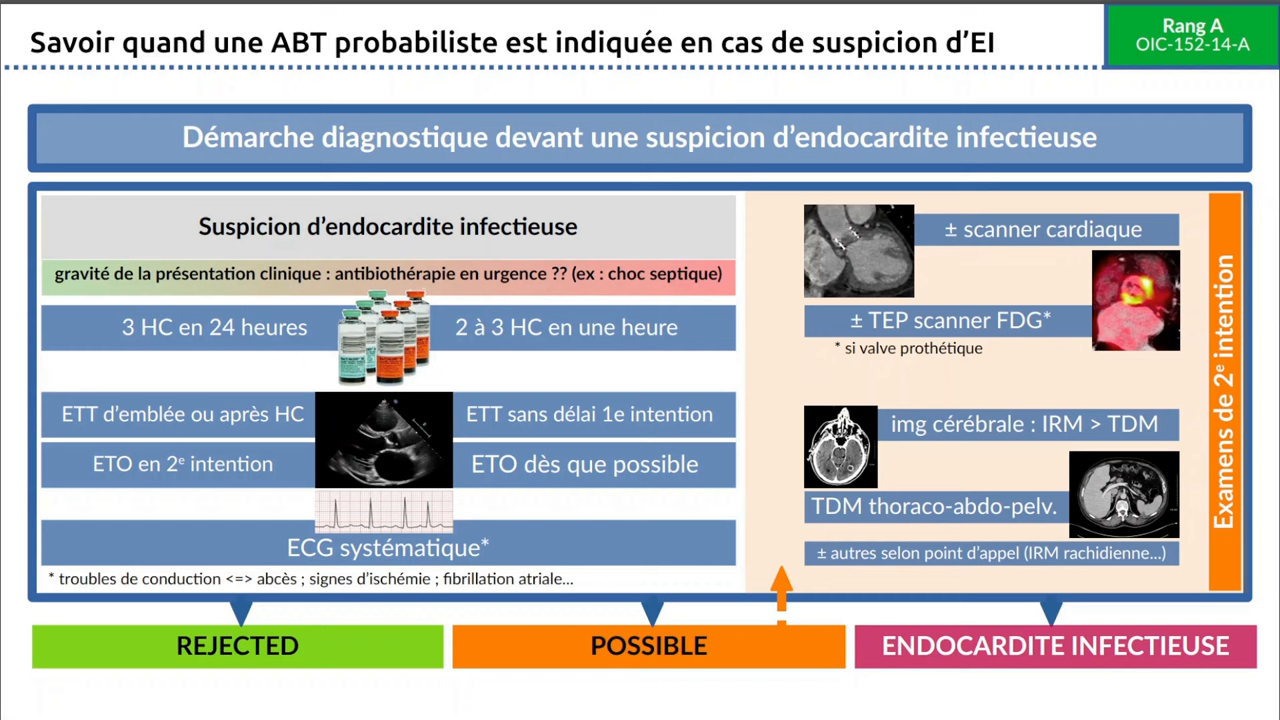 Savoir quand une ABT probabiliste est indiquée en cas de suspicion d'EI
Rang A
OIC-152-14-A
Démarche diagnostique devant une suspicion d'endocardite infectieuse
Suspicion d'endocardite infectieuse
gravité de la présentation clinique : antibiothérapie en urgence ?? (ex : choc septique)
3 HC en 24 heures
2 à 3 HC en une heure
ETT d'emblée ou après HC
ETT sans délai 1e intention
ETO en 2e intention
ETO dès que possible
ECG systématique*
* troubles de conduction <=> abcès ; signes d'ischémie ; fibrillation atriale...
± scanner cardiaque
± TEP scanner FDG*
* si valve prothétique
img cérébrale : IRM > TDM
TDM thoraco-abdo-pelv.
± autres selon point d'appel (IRM rachidienne...)
Examens de 2e intention
REJECTED
POSSIBLE
ENDOCARDITE INFECTIEUSE